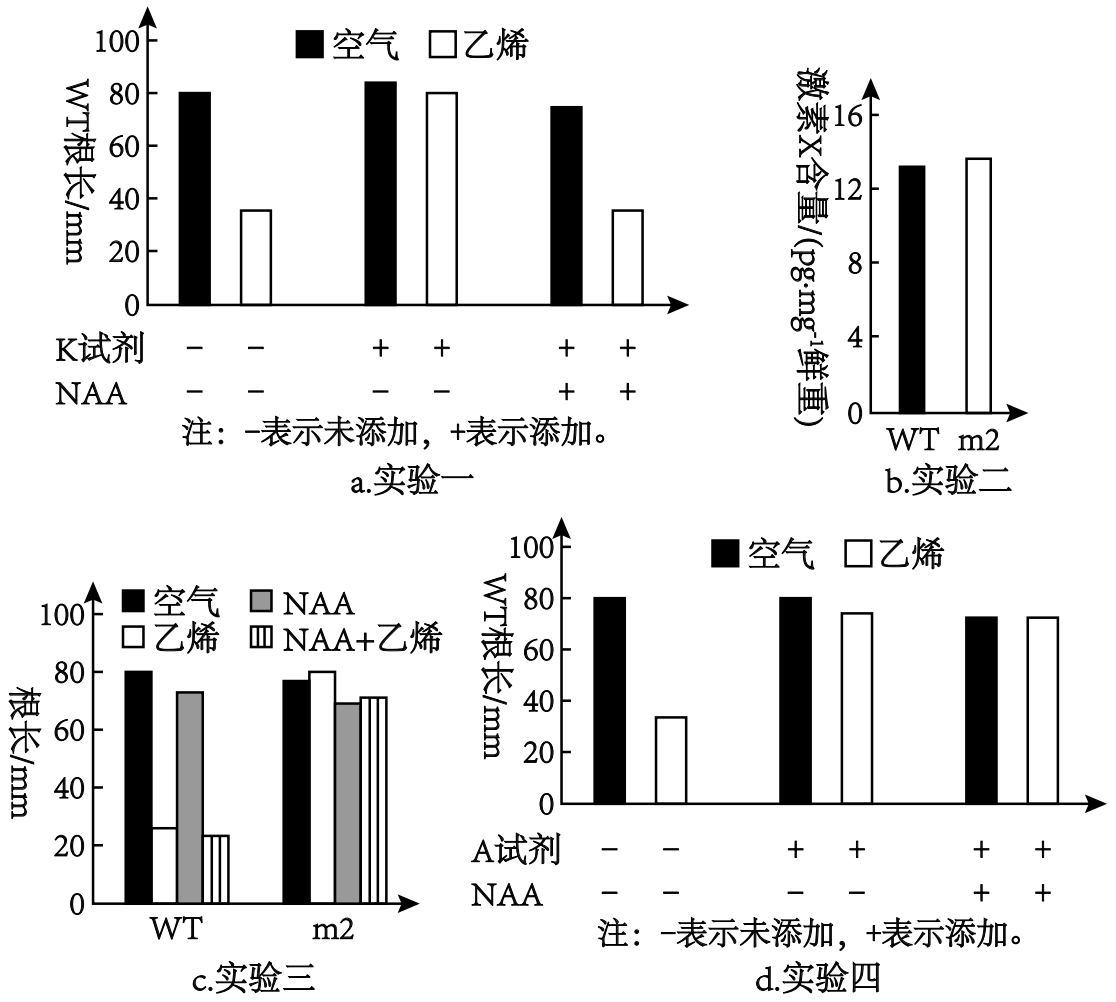 WT根长/mm
100
80
60
40
20
0
空气 乙烯
K试剂 − − + + + +
NAA − − − − + +
注：−表示未添加，+表示添加。
a.实验一
激素X含量/(pg·mg⁻¹鲜重)
16
12
8
4
0
WT m2
b.实验二
根长/mm
100
80
60
40
20
0
空气 NAA
乙烯 NAA+乙烯
WT m2
c.实验三
WT根长/mm
100
80
60
40
20
0
空气 乙烯
A试剂 − − + + + +
NAA − − − − + +
注：−表示未添加，+表示添加。
d.实验四